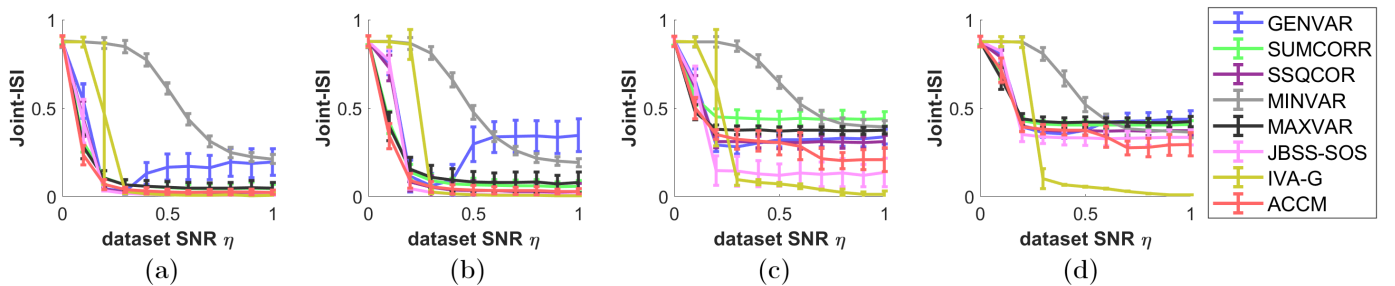 1
0.5
0
Joint-ISI
0
0.5
1
dataset SNR η
(a)
1
0.5
0
Joint-ISI
0
0.5
1
dataset SNR η
(b)
1
0.5
0
Joint-ISI
0
0.5
1
dataset SNR η
(c)
1
0.5
0
Joint-ISI
0
0.5
1
dataset SNR η
(d)
GENVAR
SUMCORR
SSQCOR
MINVAR
MAXVAR
JBSS-SOS
IVA-G
ACCM